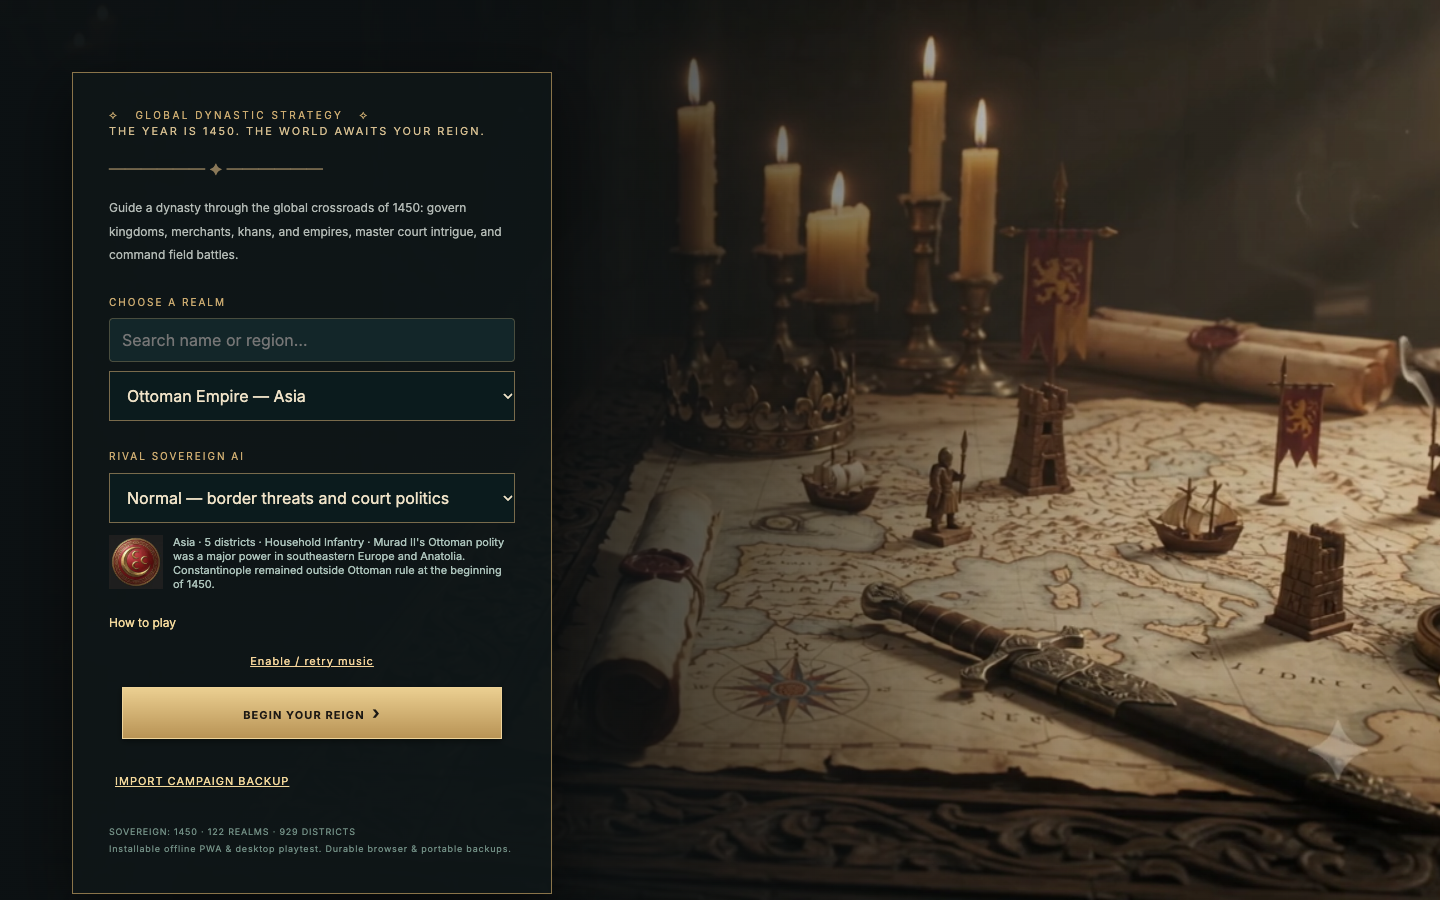 ✧ GLOBAL DYNASTIC STRATEGY ✧
THE YEAR IS 1450. THE WORLD AWAITS YOUR REIGN.
Guide a dynasty through the global crossroads of 1450: govern
kingdoms, merchants, khans, and empires, master court intrigue, and
command field battles.
CHOOSE A REALM
Search name or region...
Ottoman Empire — Asia
RIVAL SOVEREIGN AI
Normal — border threats and court politics
Asia · 5 districts · Household Infantry · Murad II's Ottoman polity
was a major power in southeastern Europe and Anatolia.
Constantinople remained outside Ottoman rule at the beginning
of 1450.
How to play
Enable / retry music
BEGIN YOUR REIGN ›
IMPORT CAMPAIGN BACKUP
SOVEREIGN: 1450 · 122 REALMS · 929 DISTRICTS
Installable offline PWA & desktop playtest. Durable browser & portable backups.